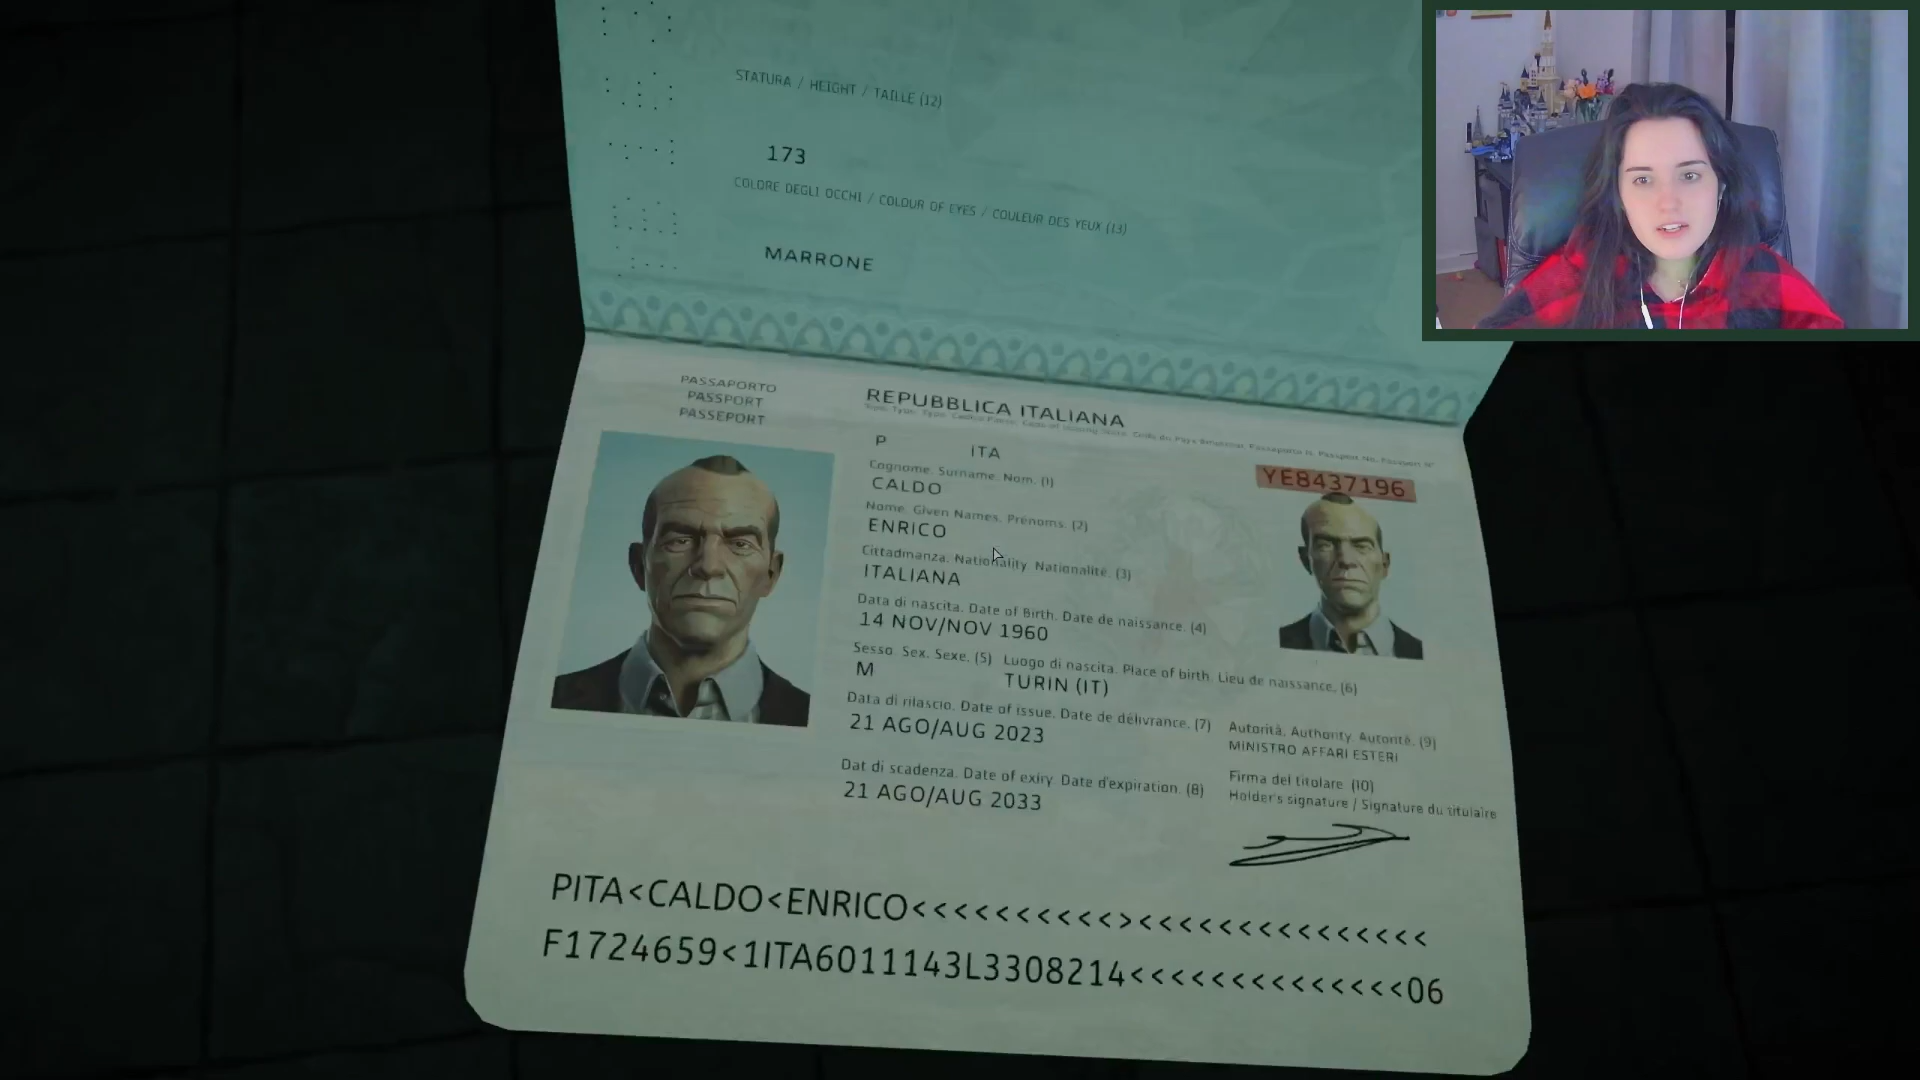 STATURA / HEIGHT / TAILLE (12)
173
COLORE DEGLI OCCHI / COLOUR OF EYES / COULEUR DES YEUX (13)
MARRONE
PASSAPORTO
PASSPORT
PASSEPORT
REPUBBLICA ITALIANA
P ITA
YE8437196
Cognome. Surname. Nom. (1)
CALDO
Nome. Given Names. Prénoms. (2)
ENRICO
Cittadinanza. Nationality. Nationalité. (3)
ITALIANA
Data di nascita. Date of Birth. Date de naissance. (4)
14 NOV/NOV 1960
Sesso. Sex. Sexe. (5) Luogo di nascita. Place of birth. Lieu de naissance. (6)
M TURIN (IT)
Data di rilascio. Date of issue. Date de délivrance. (7)
21 AGO/AUG 2023
Autorità. Authority. Autorité. (9)
MINISTRO AFFARI ESTERI
Dat di scadenza. Date of exiry. Date d'expiration. (8)
21 AGO/AUG 2033
Firma del titolare (10)
Holder's signature / Signature du titulaire
PITA<CALDO<ENRICO<<<<<<<<<<><<<<<<<<<<<<<<<
F1724659<1ITA6011143L3308214<<<<<<<<<<<<<<06